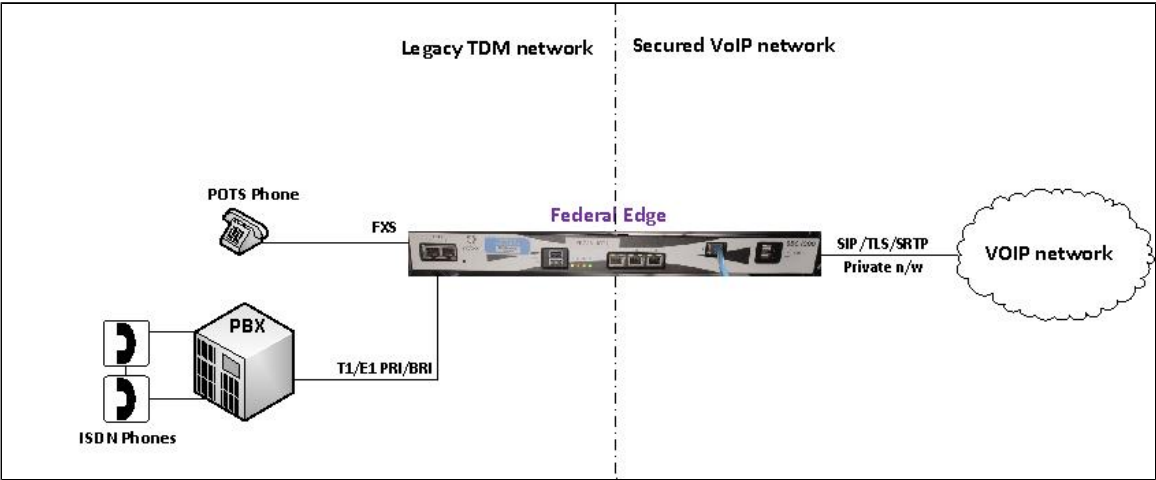 Legacy TDM network
Secured VoIP network
POTS Phone
FXS
Federal Edge
SIP /TLS/SRTP
Private n/w
VOIP network
PBX
T1/E1 PRI/BRI
ISDN Phones